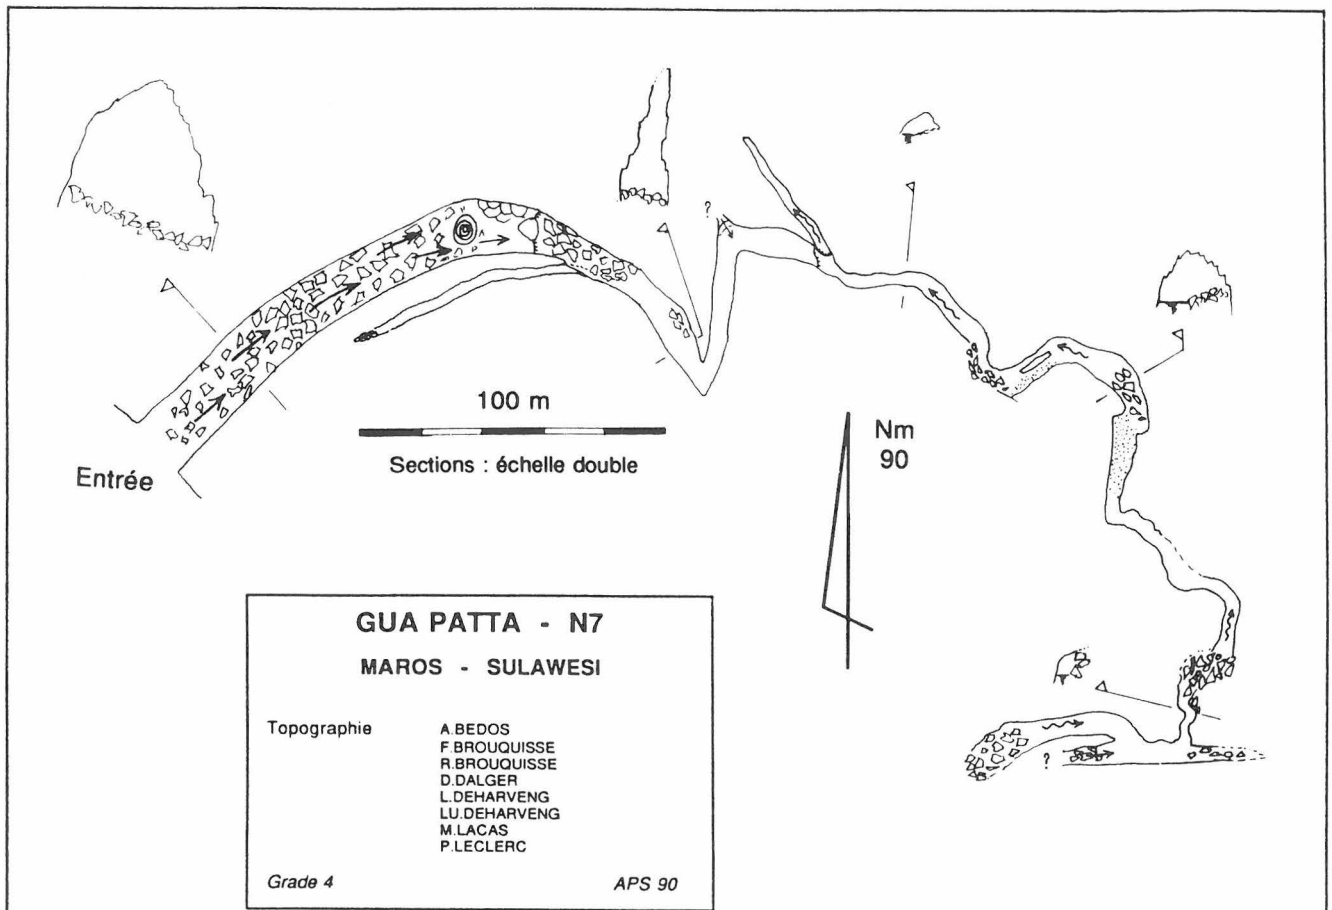 ?
100 m
Sections : échelle double
Nm
90
Entrée
GUA PATTA - N7
MAROS - SULAWESI
Topographie
A.BEDOS
F.BROUQUISSE
R.BROUQUISSE
D.DALGER
L.DEHARVENG
LU.DEHARVENG
M.LACAS
P.LECLERC
?
Grade 4
APS 90